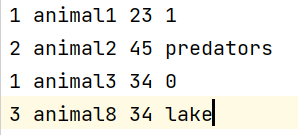 1 animal1 23 1
2 animal2 45 predators
1 animal3 34 0
3 animal8 34 lake